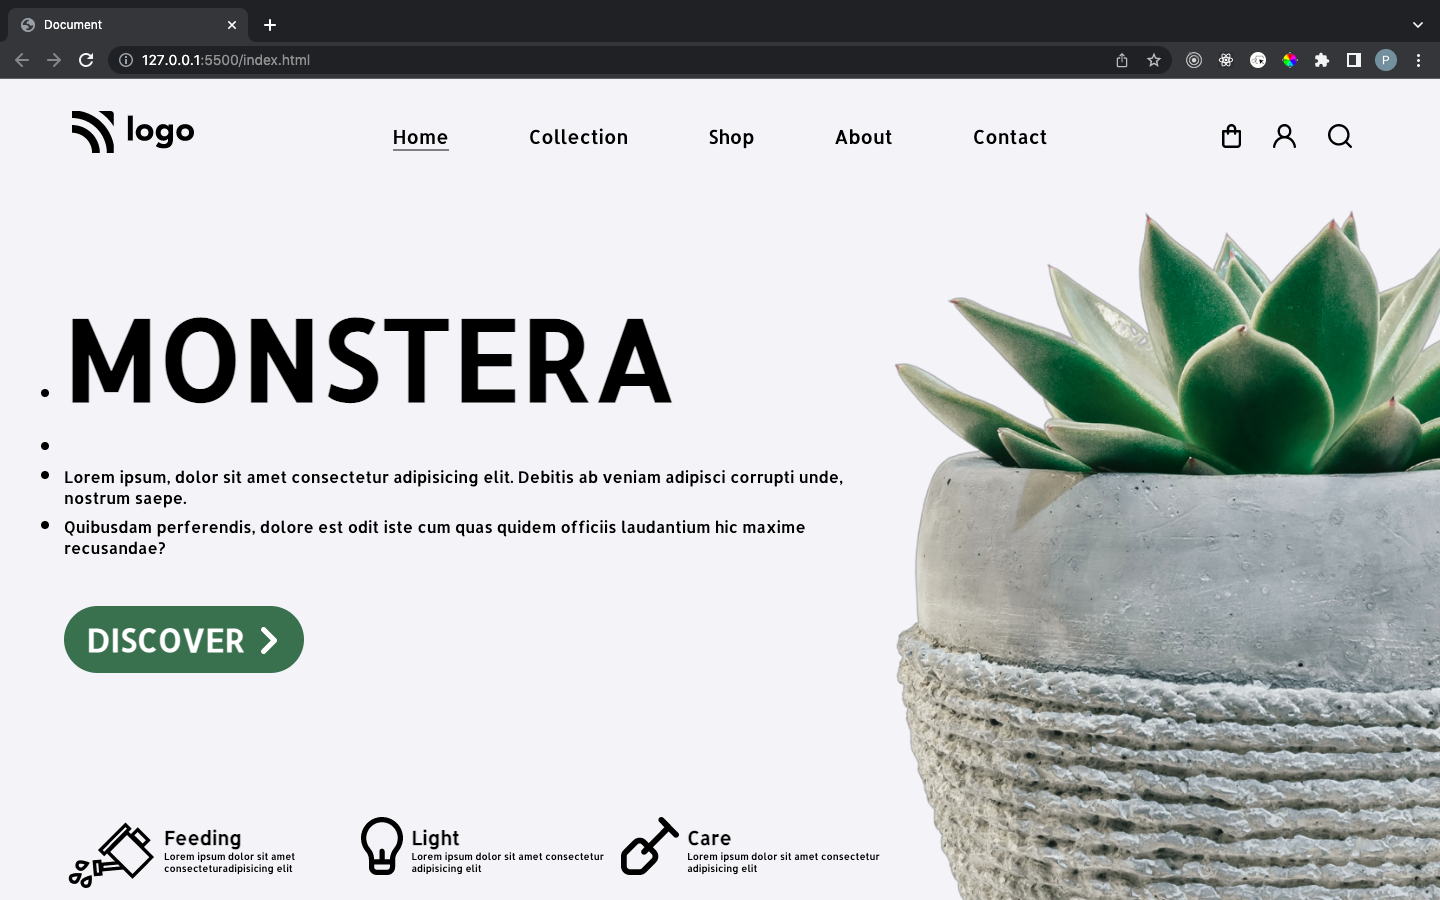 Document
127.0.0.1:5500/index.html
P
logo
Home Collection Shop About Contact
MONSTERA
Lorem ipsum, dolor sit amet consectetur adipisicing elit. Debitis ab veniam adipisci corrupti unde,
nostrum saepe.
Quibusdam perferendis, dolore est odit iste cum quas quidem officiis laudantium hic maxime
recusandae?
DISCOVER
Feeding
Lorem ipsum dolor sit amet
consecteturadipisicing elit
Light
Lorem ipsum dolor sit amet consectetur
adipisicing elit
Care
Lorem ipsum dolor sit amet consectetur
adipisicing elit